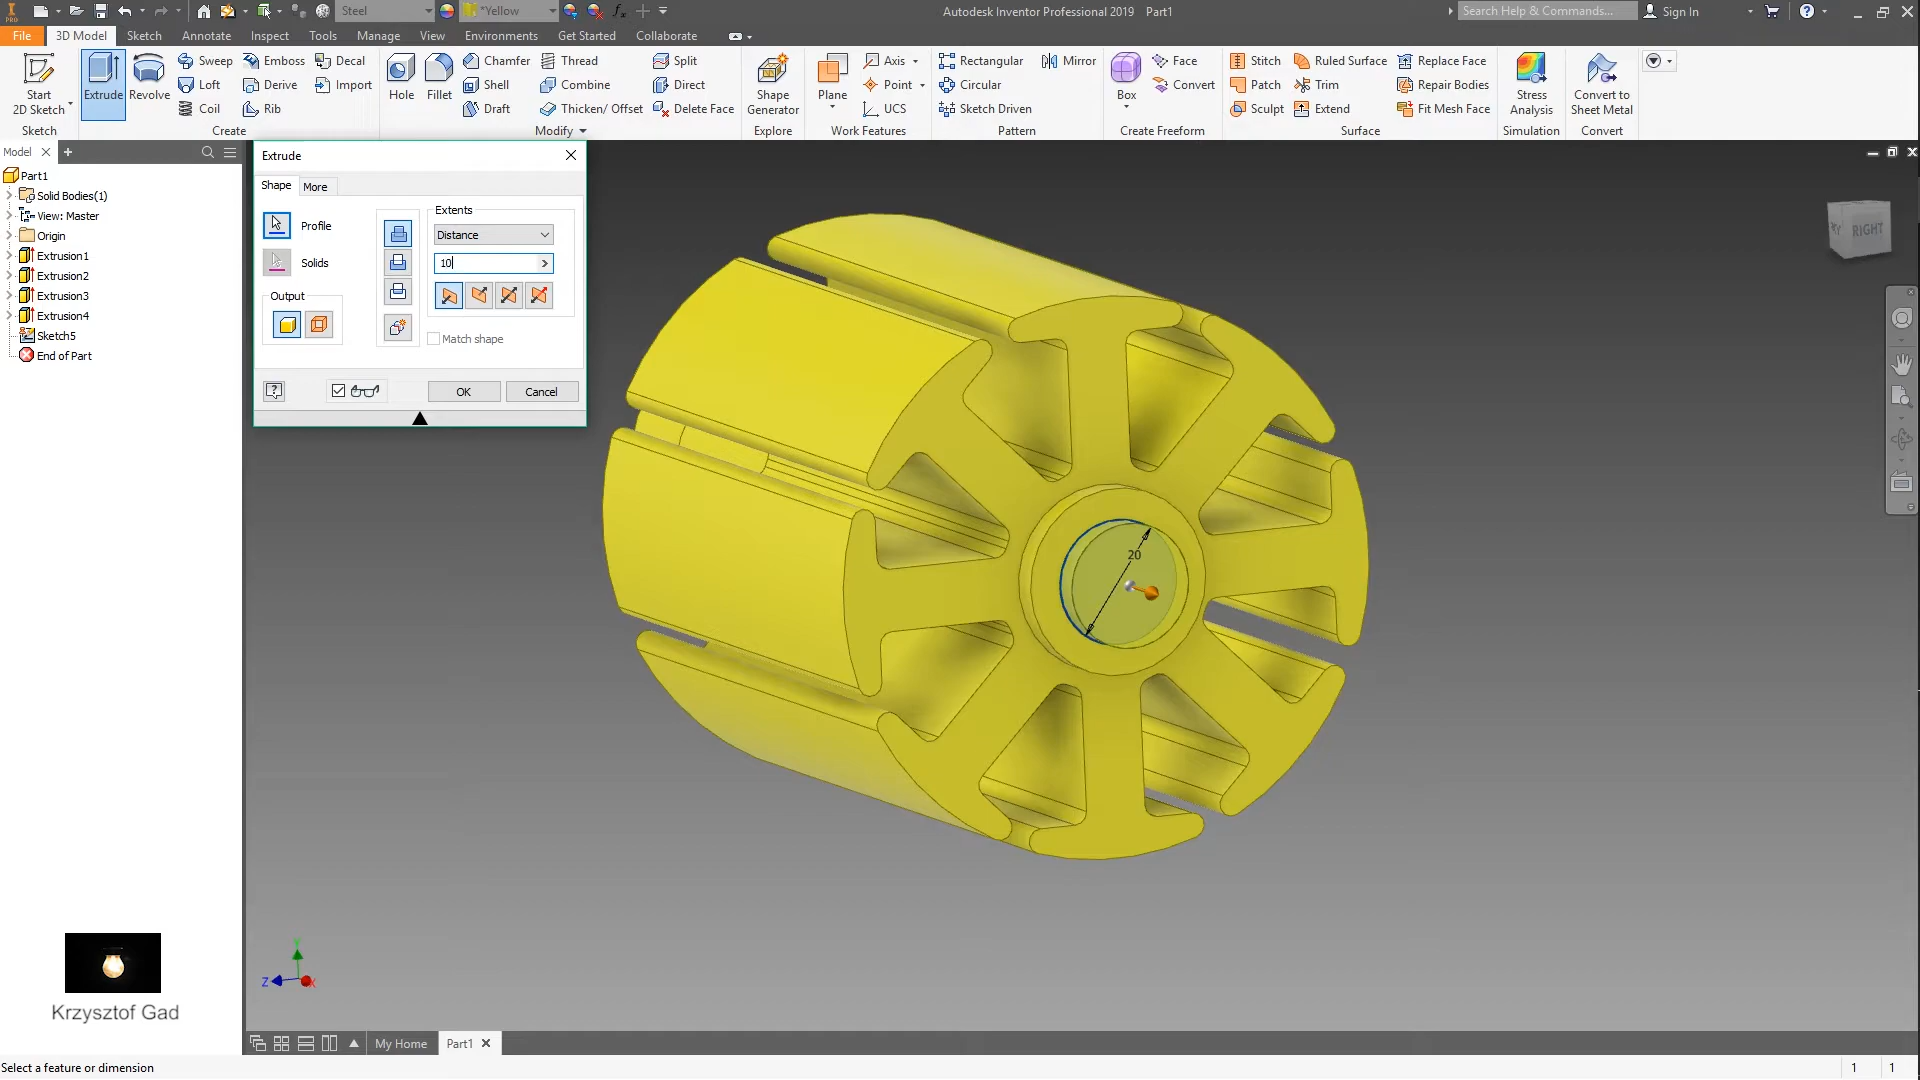 Steel
*Yellow
Autodesk Inventor Professional 2019 Part1
Search Help & Commands...
Sign In
PRO
File
3D Model
Sketch
Annotate
Inspect
Tools
Manage
View
Environments
Get Started
Collaborate
Start
2D Sketch
Extrude
Revolve
Sweep
Emboss
Decal
Loft
Derive
Import
Coil
Rib
Hole
Fillet
Chamfer
Thread
Split
Shell
Combine
Direct
Draft
Thicken/ Offset
Delete Face
Shape
Generator
Plane
Axis
Point
UCS
Rectangular
Mirror
Circular
Sketch Driven
Box
Face
Convert
Stitch
Ruled Surface
Replace Face
Patch
Trim
Repair Bodies
Sculpt
Extend
Fit Mesh Face
Stress
Analysis
Convert to
Sheet Metal
Sketch
Create
Modify
Explore
Work Features
Pattern
Create Freeform
Surface
Simulation
Convert
Model
Part1
Solid Bodies(1)
View: Master
Origin
Extrusion1
Extrusion2
Extrusion3
Extrusion4
Sketch5
End of Part
Extrude
Shape
More
Profile
Solids
Output
Extents
Distance
10
Match shape
OK
Cancel
20
RIGHT
Y
Z
X
Krzysztof Gad
My Home
Part1
Select a feature or dimension
1 1